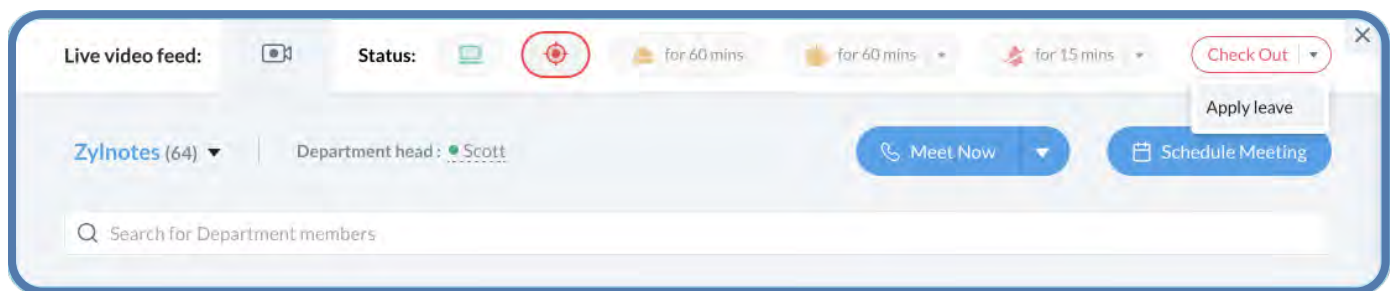 Live video feed: Status: for 60 mins for 60 mins for 15 mins Check Out
Apply leave
Zylnotes (64) Department head : Scott Meet Now Schedule Meeting
Search for Department members